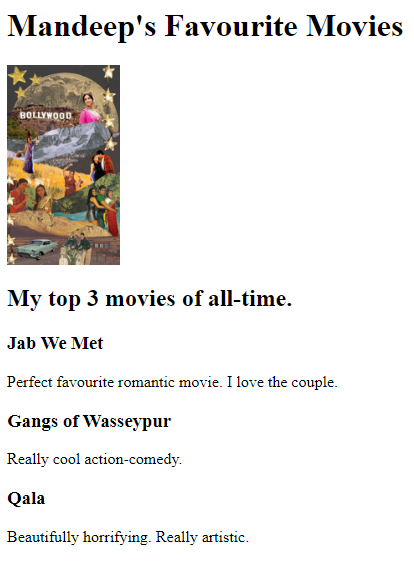 Mandeep's Favourite Movies
BOLLYWOOD
My top 3 movies of all-time.
Jab We Met
Perfect favourite romantic movie. I love the couple.
Gangs of Wasseypur
Really cool action-comedy.
Qala
Beautifully horrifying. Really artistic.